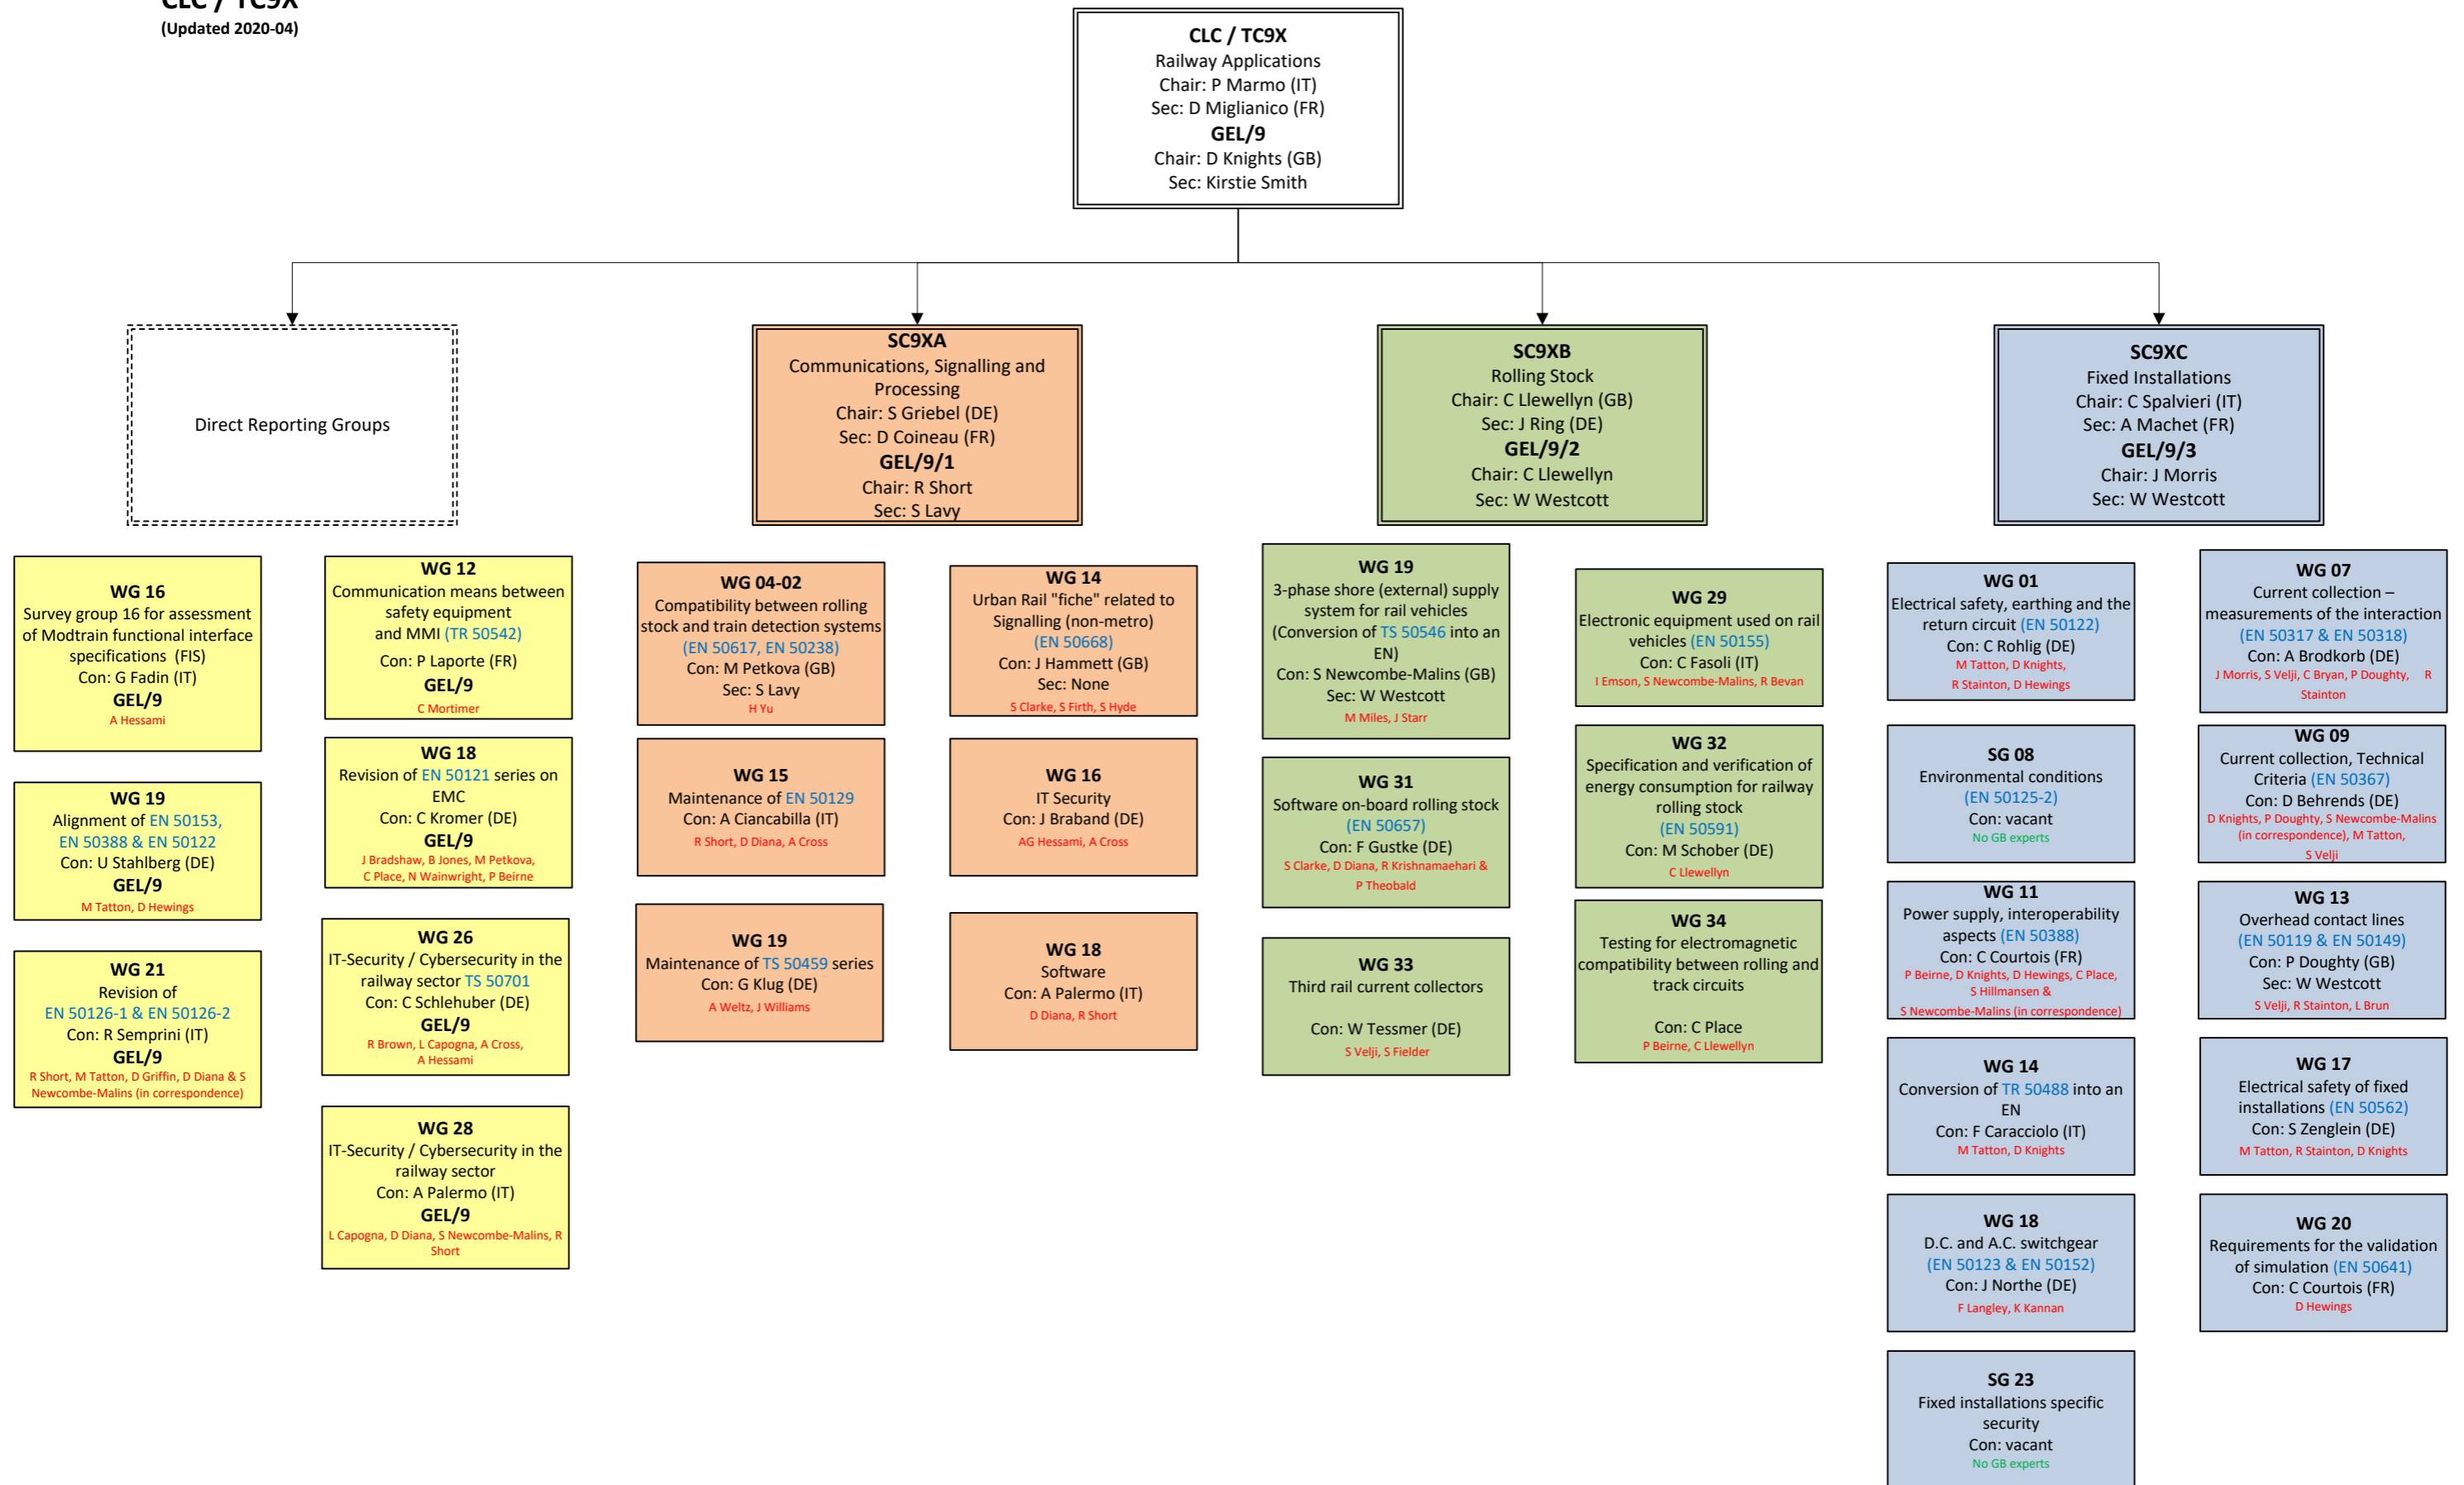 CLC / TC9X
(Updated 2020-04)
CLC / TC9X
Railway Applications
Chair: P Marmo (IT)
Sec: D Miglianico (FR)
GEL/9
Chair: D Knights (GB)
Sec: Kirstie Smith
Direct Reporting Groups
SC9XA
Communications, Signalling and
Processing
Chair: S Griebel (DE)
Sec: D Coineau (FR)
GEL/9/1
Chair: R Short
Sec: S Lavy
SC9XB
Rolling Stock
Chair: C Llewellyn (GB)
Sec: J Ring (DE)
GEL/9/2
Chair: C Llewellyn
Sec: W Westcott
SC9XC
Fixed Installations
Chair: C Spalvieri (IT)
Sec: A Machet (FR)
GEL/9/3
Chair: J Morris
Sec: W Westcott
WG 16
Survey group 16 for assessment
of Modtrain functional interface
specifications (FIS)
Con: G Fadin (IT)
GEL/9
A Hessami
WG 19
Alignment of EN 50153,
EN 50388 & EN 50122
Con: U Stahlberg (DE)
GEL/9
M Tatton, D Hewings
WG 21
Revision of
EN 50126-1 & EN 50126-2
Con: R Semprini (IT)
GEL/9
R Short, M Tatton, D Griffin, D Diana & S
Newcombe-Malins (in correspondence)
WG 12
Communication means between
safety equipment
and MMI (TR 50542)
Con: P Laporte (FR)
GEL/9
C Mortimer
WG 18
Revision of EN 50121 series on
EMC
Con: C Kromer (DE)
GEL/9
J Bradshaw, B Jones, M Petkova,
C Place, N Wainwright, P Beirne
WG 26
IT-Security / Cybersecurity in the
railway sector TS 50701
Con: C Schlehuber (DE)
GEL/9
R Brown, L Capogna, A Cross,
A Hessami
WG 28
IT-Security / Cybersecurity in the
railway sector
Con: A Palermo (IT)
GEL/9
L Capogna, D Diana, S Newcombe-Malins, R
Short
WG 04-02
Compatibility between rolling
stock and train detection systems
(EN 50617, EN 50238)
Con: M Petkova (GB)
Sec: S Lavy
H Yu
WG 15
Maintenance of EN 50129
Con: A Ciancabilla (IT)
R Short, D Diana, A Cross
WG 19
Maintenance of TS 50459 series
Con: G Klug (DE)
A Weltz, J Williams
WG 14
Urban Rail "fiche" related to
Signalling (non-metro)
(EN 50668)
Con: J Hammett (GB)
Sec: None
S Clarke, S Firth, S Hyde
WG 16
IT Security
Con: J Braband (DE)
AG Hessami, A Cross
WG 18
Software
Con: A Palermo (IT)
D Diana, R Short
WG 19
3-phase shore (external) supply
system for rail vehicles
(Conversion of TS 50546 into an
EN)
Con: S Newcombe-Malins (GB)
Sec: W Westcott
M Miles, J Starr
WG 31
Software on-board rolling stock
(EN 50657)
Con: F Gustke (DE)
S Clarke, D Diana, R Krishnamaehari &
P Theobald
WG 33
Third rail current collectors
Con: W Tessmer (DE)
S Velji, S Fielder
WG 29
Electronic equipment used on rail
vehicles (EN 50155)
Con: C Fasoli (IT)
I Emson, S Newcombe-Malins, R Bevan
WG 32
Specification and verification of
energy consumption for railway
rolling stock
(EN 50591)
Con: M Schober (DE)
C Llewellyn
WG 34
Testing for electromagnetic
compatibility between rolling and
track circuits
Con: C Place
P Beirne, C Llewellyn
WG 01
Electrical safety, earthing and the
return circuit (EN 50122)
Con: C Rohlig (DE)
M Tatton, D Knights,
R Stainton, D Hewings
SG 08
Environmental conditions
(EN 50125-2)
Con: vacant
No GB experts
WG 11
Power supply, interoperability
aspects (EN 50388)
Con: C Courtois (FR)
P Beirne, D Knights, D Hewings, C Place,
S Hillmansen &
S Newcombe-Malins (in correspondence)
WG 14
Conversion of TR 50488 into an
EN
Con: F Caracciolo (IT)
M Tatton, D Knights
WG 18
D.C. and A.C. switchgear
(EN 50123 & EN 50152)
Con: J Northe (DE)
F Langley, K Kannan
SG 23
Fixed installations specific
security
Con: vacant
No GB experts
WG 07
Current collection –
measurements of the interaction
(EN 50317 & EN 50318)
Con: A Brodkorb (DE)
J Morris, S Velji, C Bryan, P Doughty, R
Stainton
WG 09
Current collection, Technical
Criteria (EN 50367)
Con: D Behrends (DE)
D Knights, P Doughty, S Newcombe-Malins
(in correspondence), M Tatton,
S Velji
WG 13
Overhead contact lines
(EN 50119 & EN 50149)
Con: P Doughty (GB)
Sec: W Westcott
S Velji, R Stainton, L Brun
WG 17
Electrical safety of fixed
installations (EN 50562)
Con: S Zenglein (DE)
M Tatton, R Stainton, D Knights
WG 20
Requirements for the validation
of simulation (EN 50641)
Con: C Courtois (FR)
D Hewings